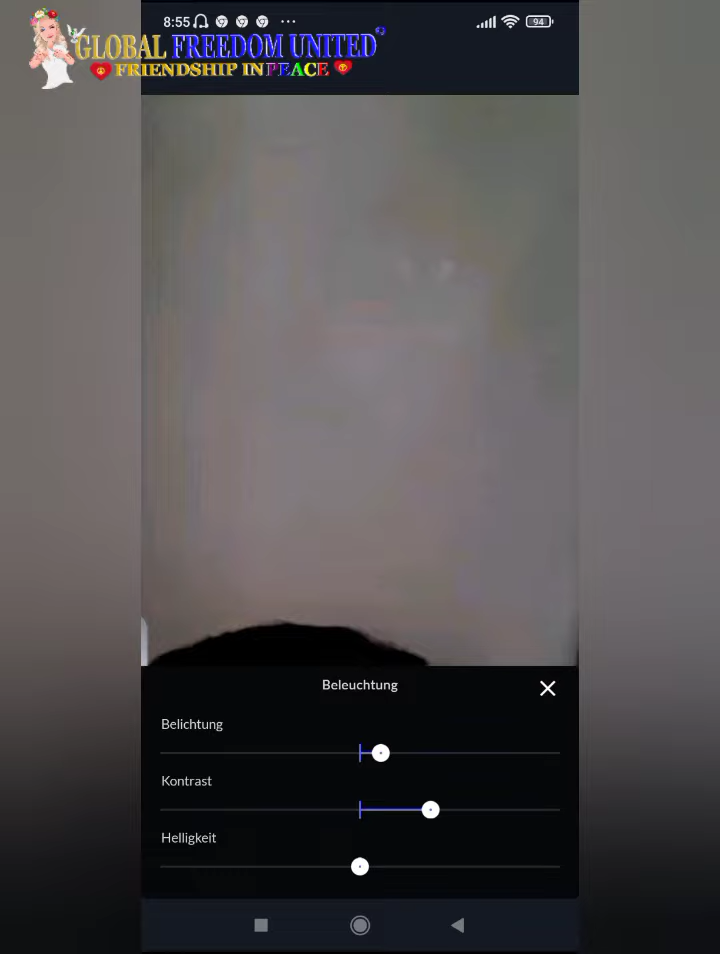 8:55
94
GLOBAL FREEDOM UNITED
FRIENDSHIP IN PEACE
Beleuchtung
Belichtung
Kontrast
Helligkeit